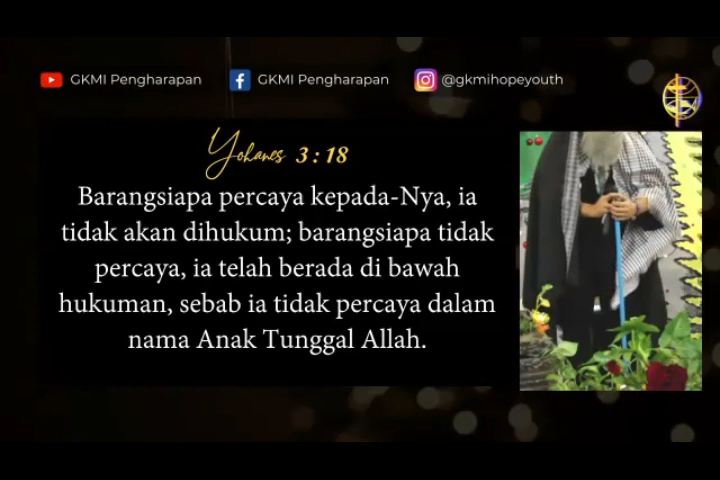 GKMI Pengharapan
GKMI Pengharapan
@gkmihopeyouth
Yohanes 3 : 18
Barangsiapa percaya kepada-Nya, ia
tidak akan dihukum; barangsiapa tidak
percaya, ia telah berada di bawah
hukuman, sebab ia tidak percaya dalam
nama Anak Tunggal Allah.